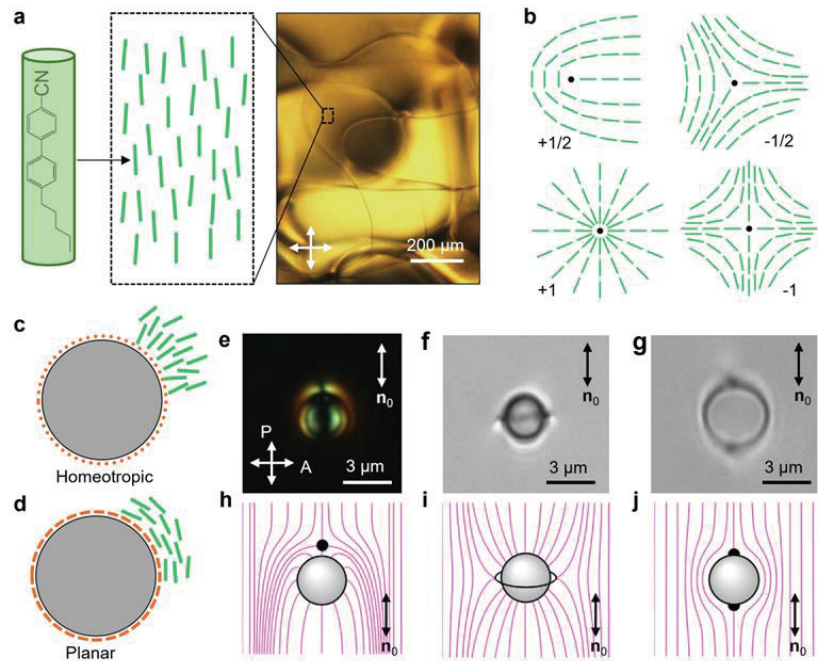 a
CN
200 µm
b
+1/2
-1/2
+1
-1
c
Homeotropic
d
Planar
e
n0
P
A
3 µm
f
n0
3 µm
g
n0
3 µm
h
n0
i
n0
j
n0